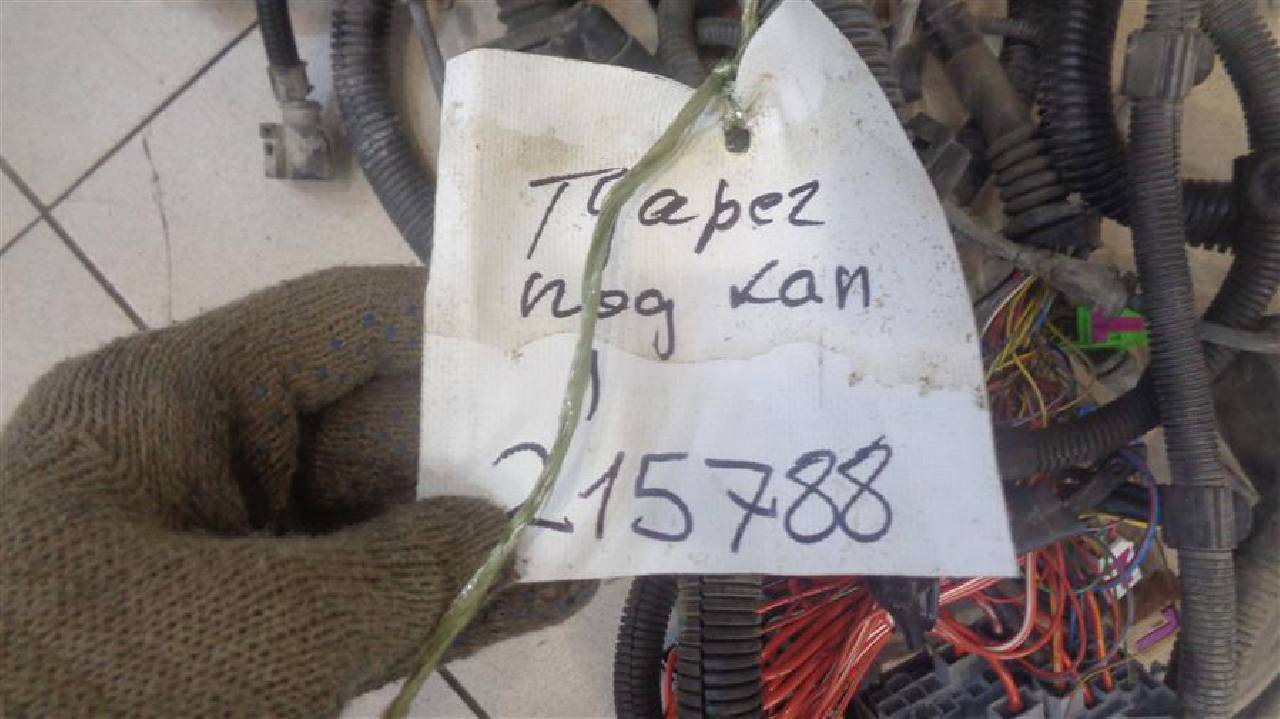 Туарег
под кап
1
215788